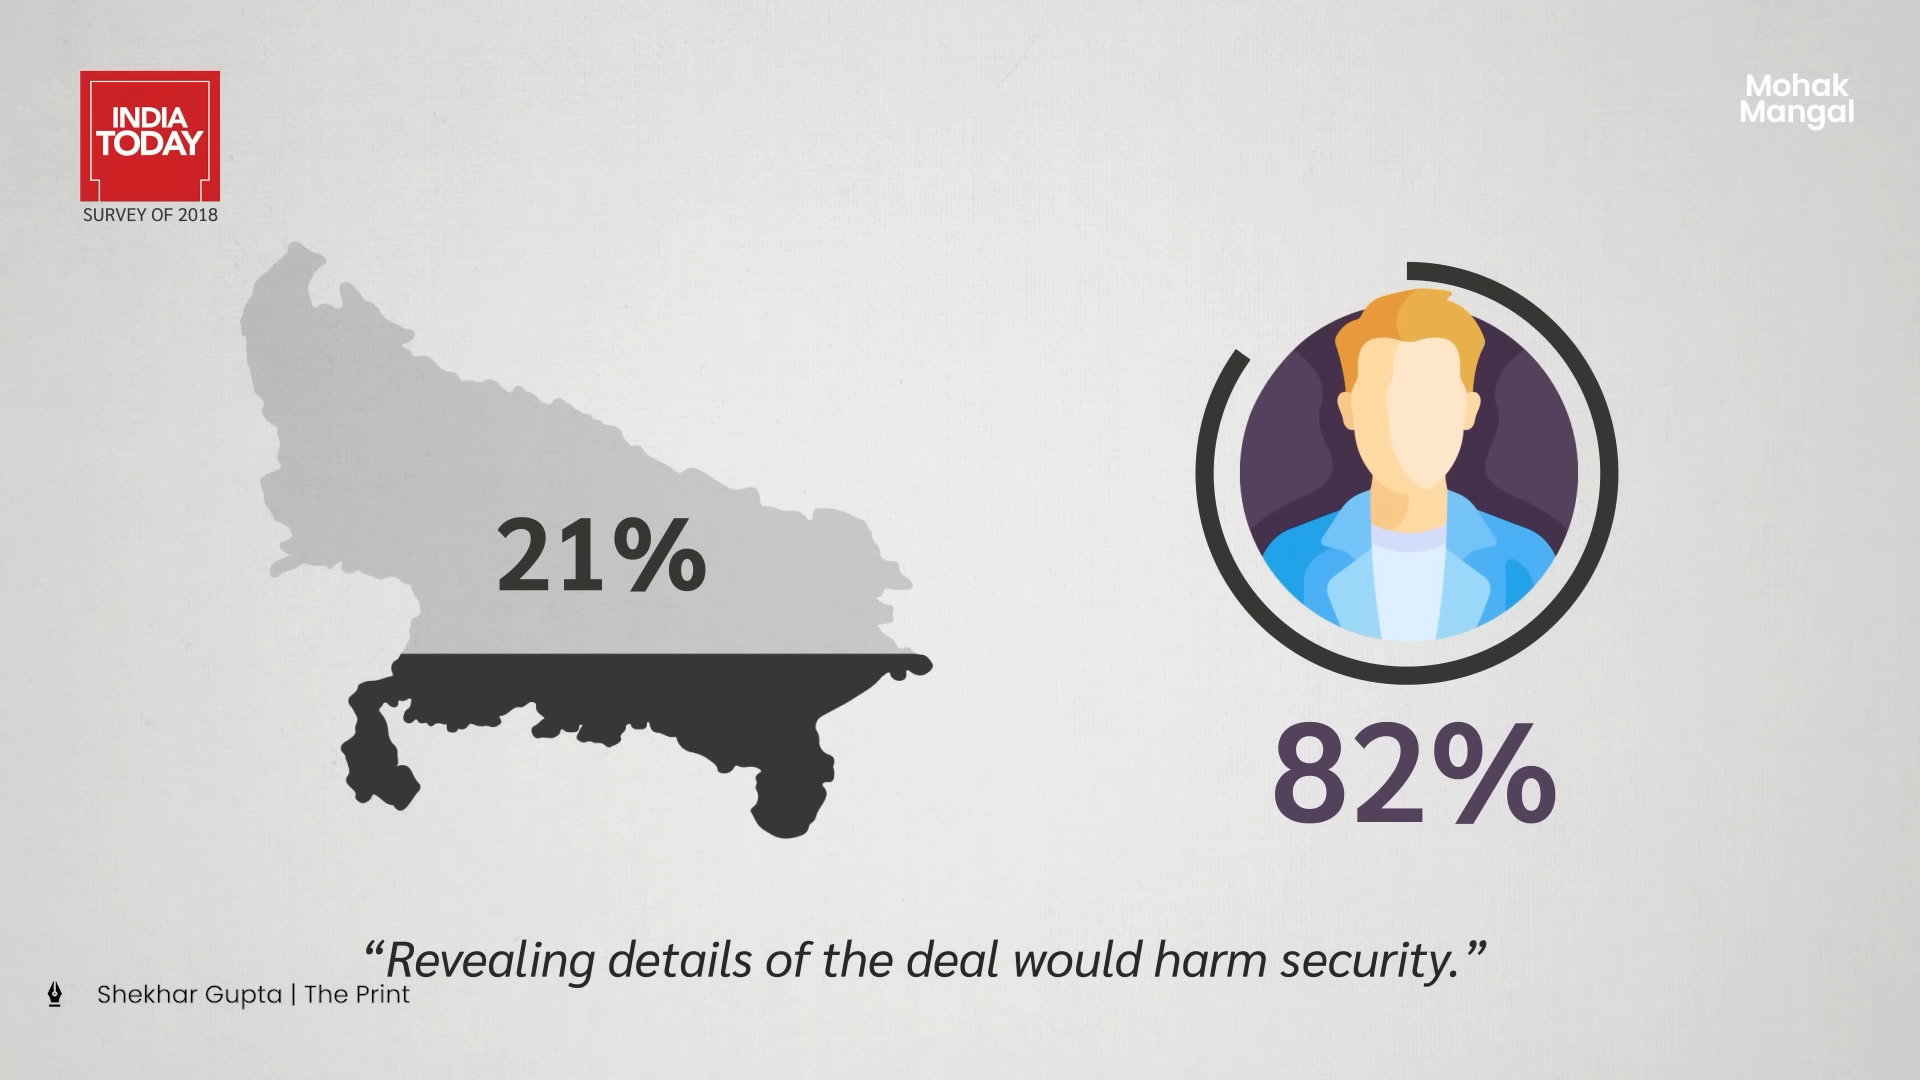 INDIA
TODAY
SURVEY OF 2018
Mohak
Mangal
21%
82%
“Revealing details of the deal would harm security.”
Shekhar Gupta | The Print